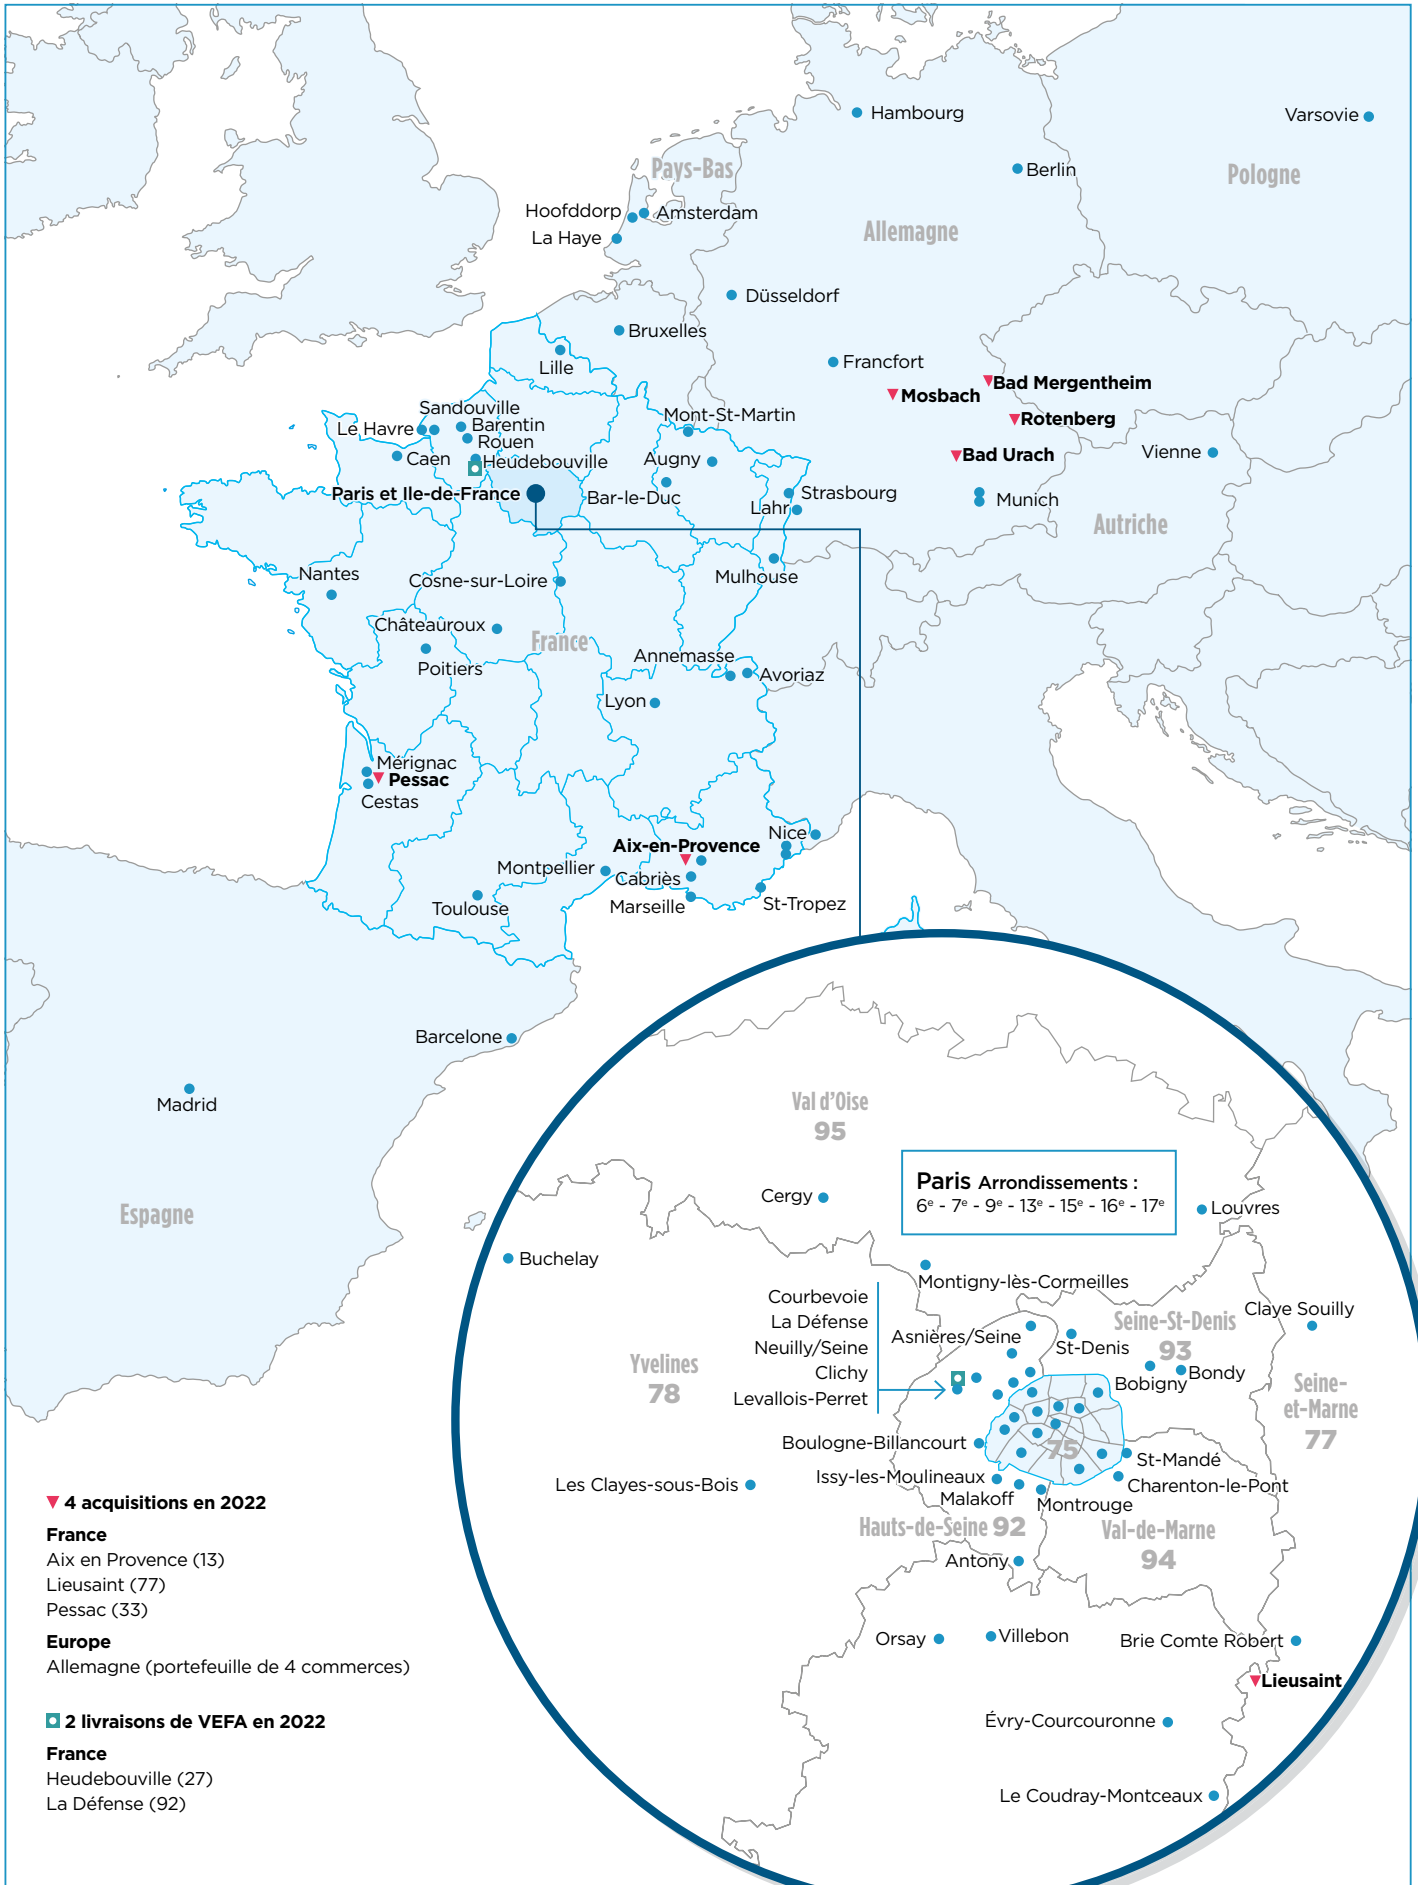 Hambourg
Varsovie
Pays-Bas
Berlin
Pologne
Hoofddorp
Amsterdam
La Haye
Allemagne
Düsseldorf
Bruxelles
Lille
Francfort
Bad Mergentheim
Mosbach
Sandouville
Mont-St-Martin
Rotenberg
Le Havre
Barentin
Rouen
Caen
Heudebouville
Augny
Bad Urach
Vienne
Paris et Ile-de-France
Bar-le-Duc
Strasbourg
Lahr
Munich
Autriche
Nantes
Cosne-sur-Loire
Mulhouse
Châteauroux
France
Poitiers
Annemasse
Avoriaz
Lyon
Mérignac
Pessac
Cestas
Nice
Aix-en-Provence
Montpellier
Cabriès
Toulouse
Marseille
St-Tropez
Barcelone
Madrid
Espagne
Val d'Oise
95
Paris Arrondissements :
6e - 7e - 9e - 13e - 15e - 16e - 17e
Cergy
Louvres
Buchelay
Montigny-lès-Cormeilles
Courbevoie
La Défense
Neuilly/Seine
Clichy
Levallois-Perret
Asnières/Seine
St-Denis
Seine-St-Denis
93
Claye Souilly
Bobigny
Bondy
Yvelines
78
Seine-
et-Marne
77
Boulogne-Billancourt
75
St-Mandé
Issy-les-Moulineaux
Charenton-le-Pont
Les Clayes-sous-Bois
Malakoff
Montrouge
Hauts-de-Seine 92
Val-de-Marne
94
Antony
Orsay
Villebon
Brie Comte Robert
Lieusaint
Évry-Courcouronne
Le Coudray-Montceaux
4 acquisitions en 2022
France
Aix en Provence (13)
Lieusaint (77)
Pessac (33)
Europe
Allemagne (portefeuille de 4 commerces)
2 livraisons de VEFA en 2022
France
Heudebouville (27)
La Défense (92)